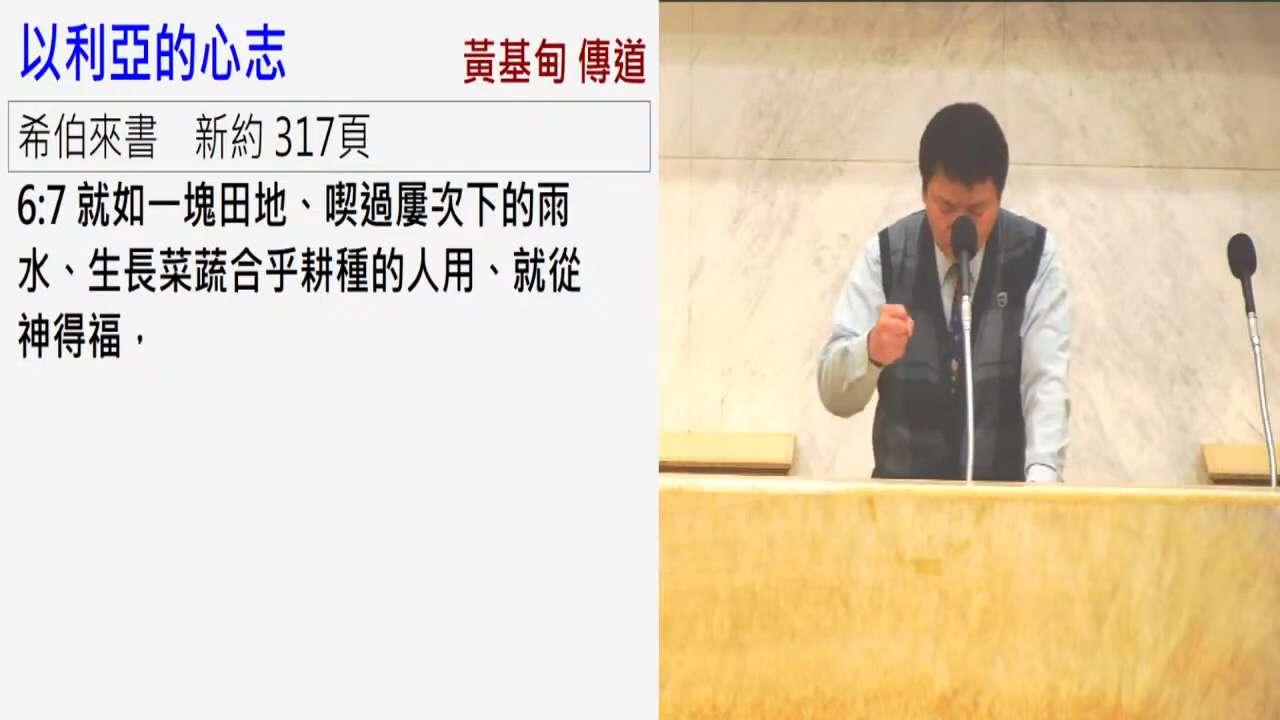 以利亞的心志
黃基甸 傳道
希伯來書 新約 317頁
6:7 就如一塊田地、喫過屢次下的雨
水、生長菜蔬合乎耕種的人用、就從
神得福，